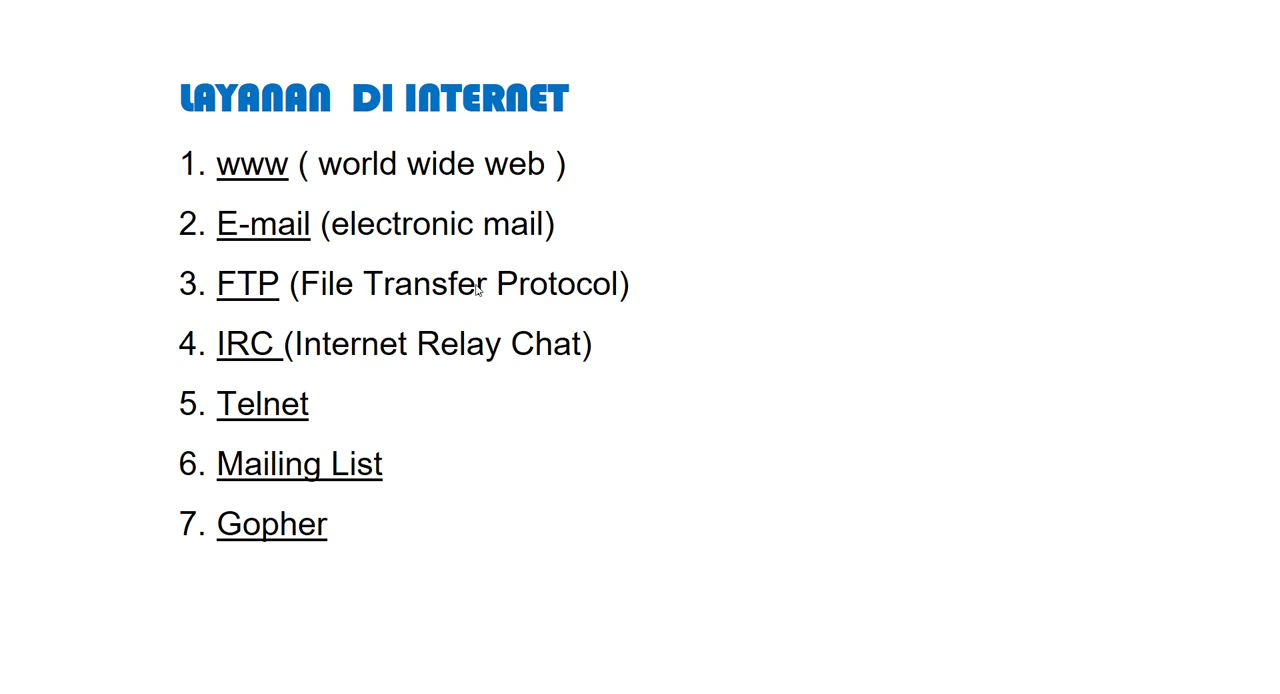 LAYANAN DI INTERNET
1. www ( world wide web )
2. E-mail (electronic mail)
3. FTP (File Transfer Protocol)
4. IRC (Internet Relay Chat)
5. Telnet
6. Mailing List
7. Gopher